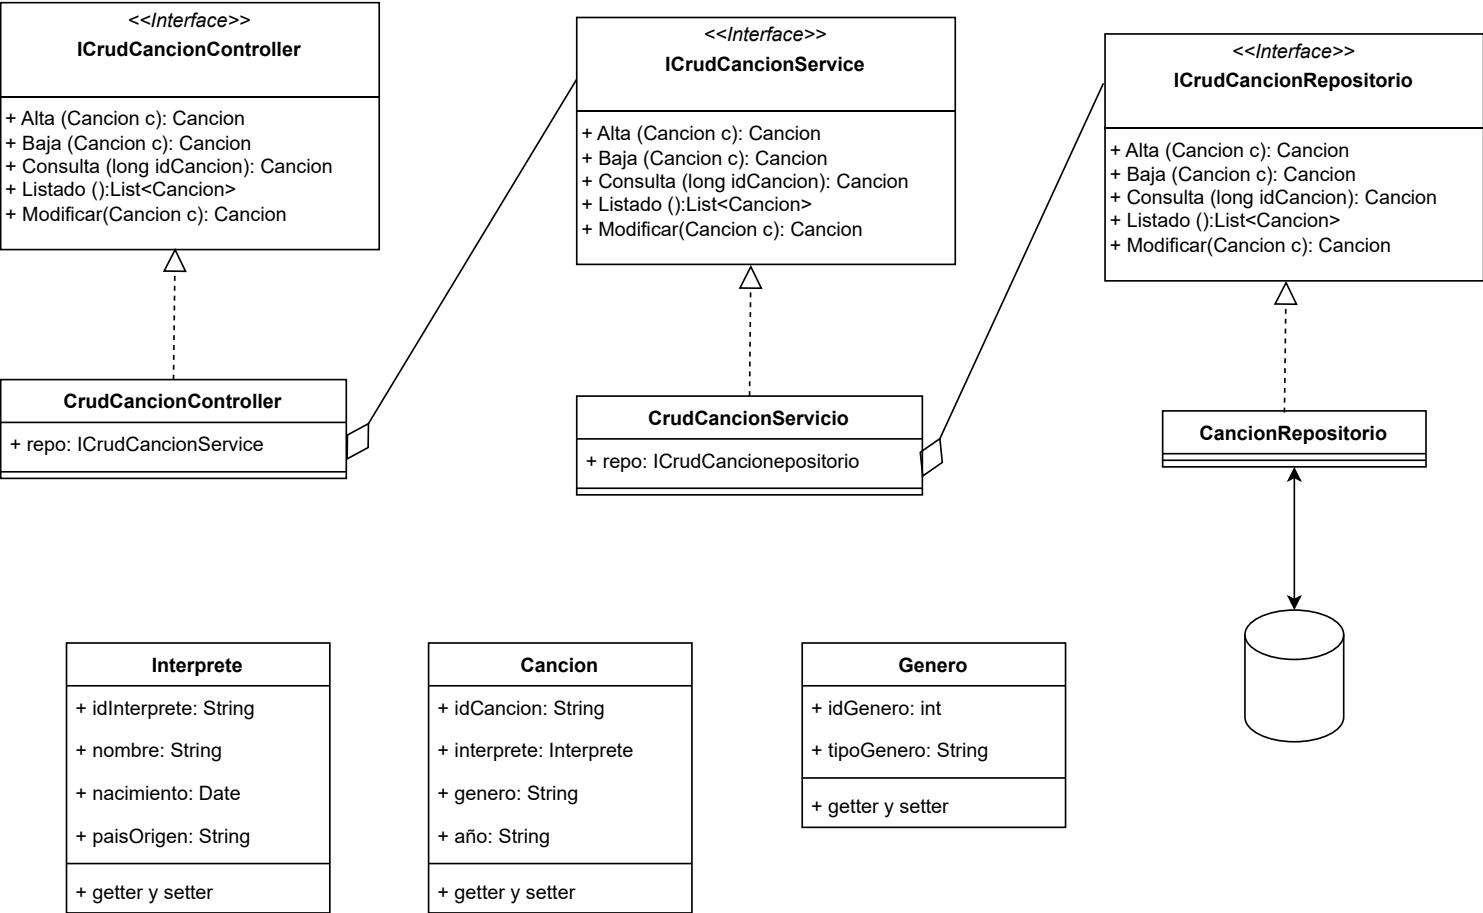 <<Interface>>
ICrudCancionController
+ Alta (Cancion c): Cancion
+ Baja (Cancion c): Cancion
+ Consulta (long idCancion): Cancion
+ Listado ():List<Cancion>
+ Modificar(Cancion c): Cancion
<<Interface>>
ICrudCancionService
+ Alta (Cancion c): Cancion
+ Baja (Cancion c): Cancion
+ Consulta (long idCancion): Cancion
+ Listado ():List<Cancion>
+ Modificar(Cancion c): Cancion
<<Interface>>
ICrudCancionRepositorio
+ Alta (Cancion c): Cancion
+ Baja (Cancion c): Cancion
+ Consulta (long idCancion): Cancion
+ Listado ():List<Cancion>
+ Modificar(Cancion c): Cancion
CrudCancionController
+ repo: ICrudCancionService
CrudCancionServicio
+ repo: ICrudCancionepositorio
CancionRepositorio
Interprete
+ idInterprete: String
+ nombre: String
+ nacimiento: Date
+ paisOrigen: String
+ getter y setter
Cancion
+ idCancion: String
+ interprete: Interprete
+ genero: String
+ año: String
+ getter y setter
Genero
+ idGenero: int
+ tipoGenero: String
+ getter y setter